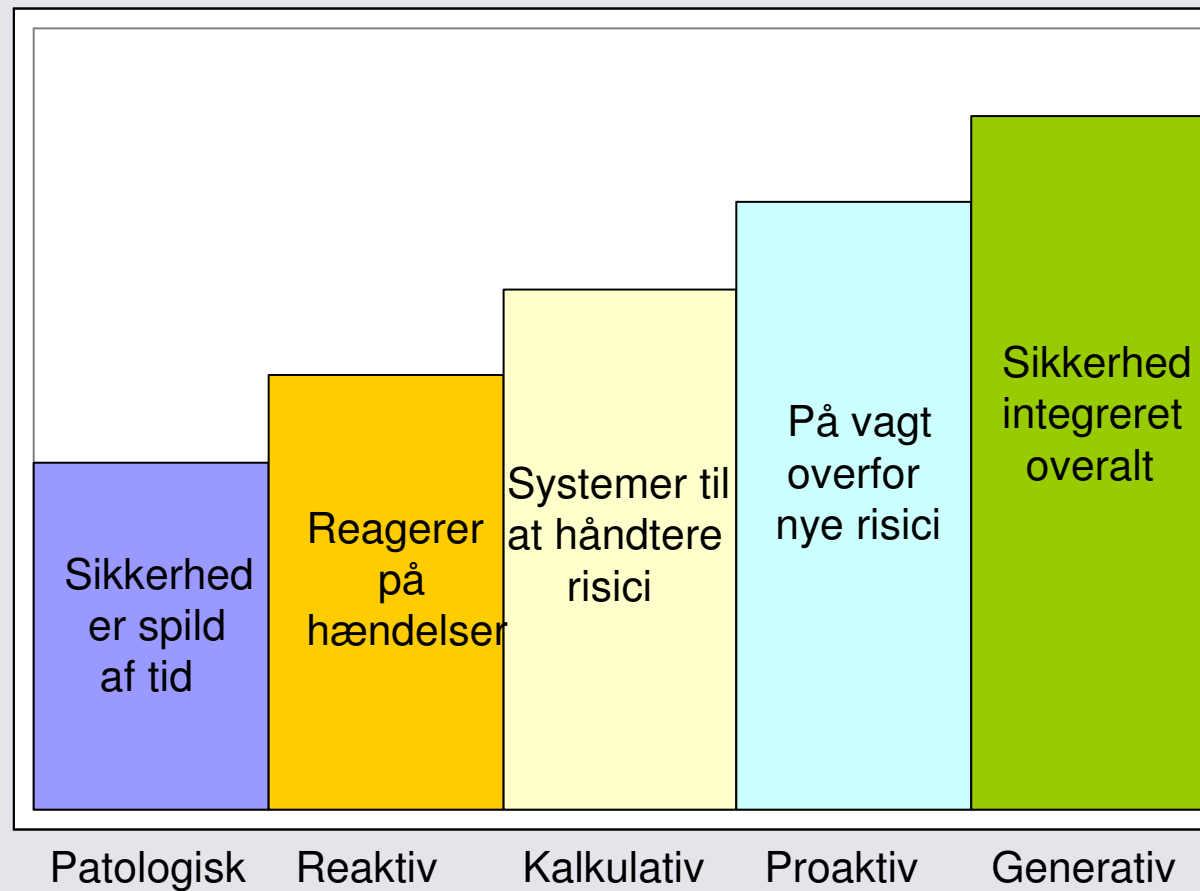 Sikkerhed
er spild
af tid
Reagerer
på
hændelser
Systemer til
at håndtere
risici
På vagt
overfor
nye risici
Sikkerhed
integreret
overalt
Patologisk
Reaktiv
Kalkulativ
Proaktiv
Generativ